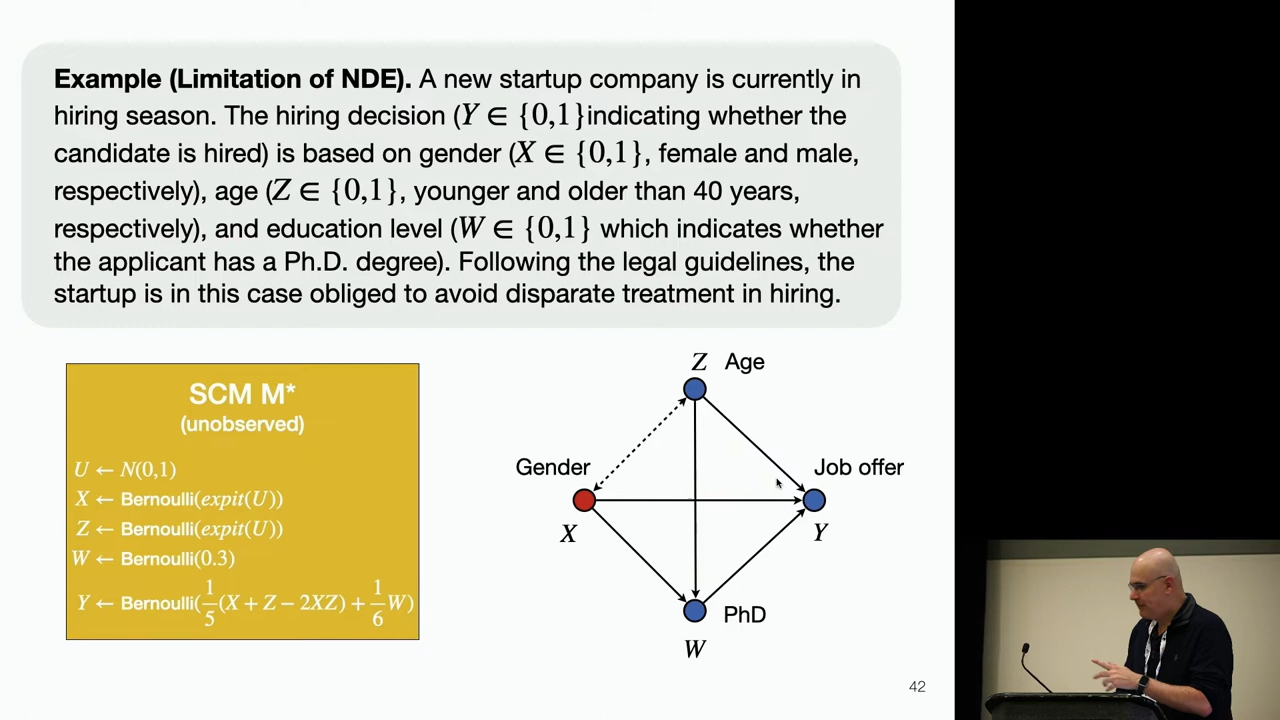 Example (Limitation of NDE). A new startup company is currently in
hiring season. The hiring decision (Y ∈ {0,1}indicating whether the
candidate is hired) is based on gender (X ∈ {0,1}, female and male,
respectively), age (Z ∈ {0,1}, younger and older than 40 years,
respectively), and education level (W ∈ {0,1} which indicates whether
the applicant has a Ph.D. degree). Following the legal guidelines, the
startup is in this case obliged to avoid disparate treatment in hiring.
SCM M*
(unobserved)
U ← N(0,1)
X ← Bernoulli(expit(U))
Z ← Bernoulli(expit(U))
W ← Bernoulli(0.3)
Y ← Bernoulli(1/5(X + Z − 2XZ) + 1/6W)
Z Age
Gender
Job offer
X
Y
PhD
W
42